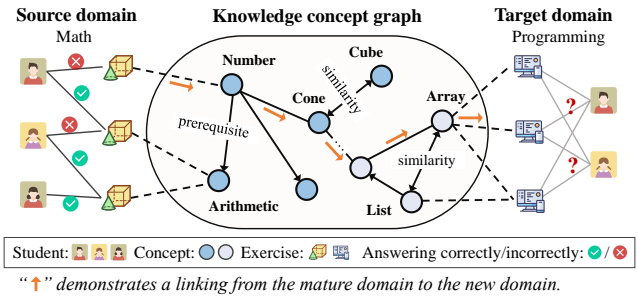 Source domain
Knowledge concept graph
Target domain
Math
Programming
Number
Cube
similarity
Cone
Array
prerequisite
similarity
Arithmetic
List
?
?
Student: Concept: Exercise: Answering correctly/incorrectly: /
“↑” demonstrates a linking from the mature domain to the new domain.